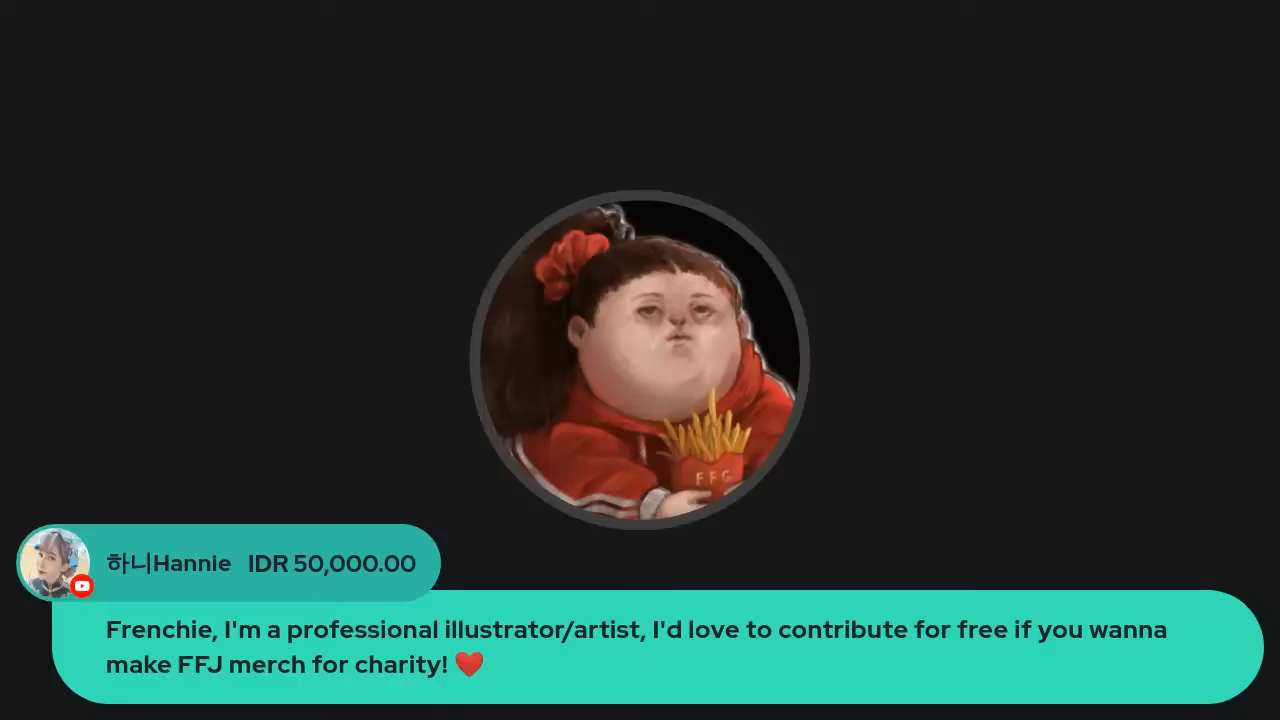 FFC
하니Hannie IDR 50,000.00
Frenchie, I'm a professional illustrator/artist, I'd love to contribute for free if you wanna
make FFJ merch for charity! ❤️